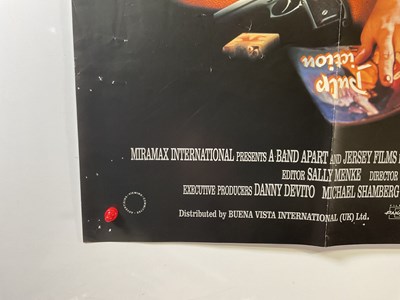 Pulp
Fiction
MIRAMAX INTERNATIONAL PRESENTS A BAND APART AND JERSEY FILMS
EDITOR SALLY MENKE DIRECTOR
EXECUTIVE PRODUCERS DANNY DEVITO MICHAEL SHAMBERG
Distributed by BUENA VISTA INTERNATIONAL (UK) Ltd.